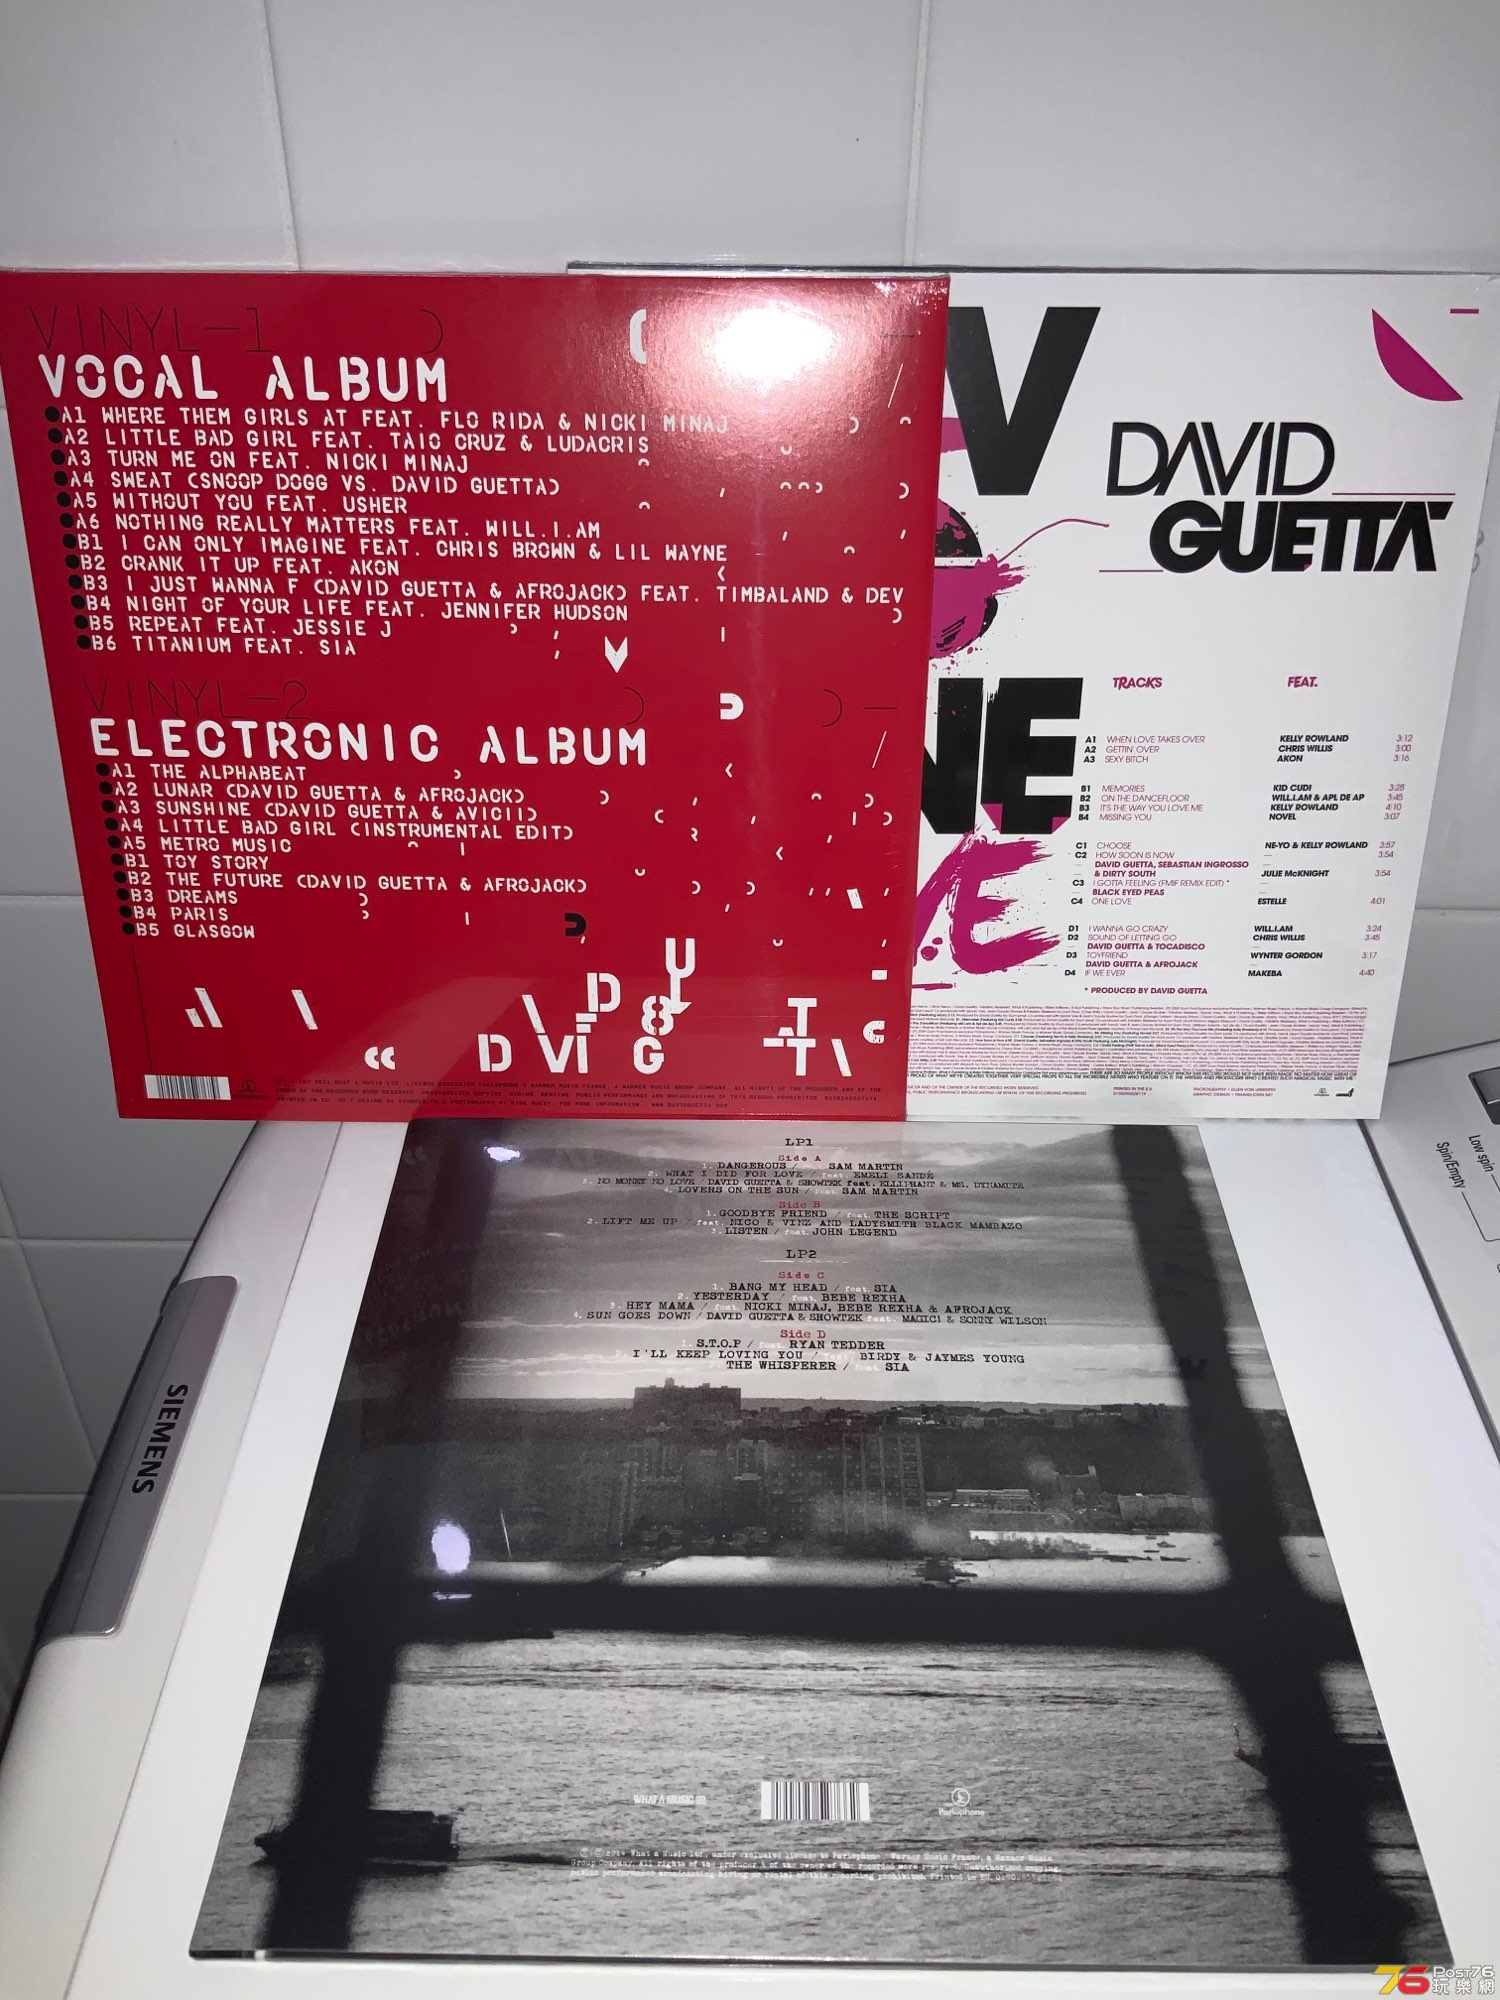 VINYL-1
VOCAL ALBUM
A1 WHERE THEM GIRLS AT FEAT. FLO RIDA & NICKI MINAJ
A2 LITTLE BAD GIRL FEAT. TAIO CRUZ & LUDACRIS
A3 TURN ME ON FEAT. NICKI MINAJ
A4 SWEAT (SNOOP DOGG VS. DAVID GUETTA)
A5 WITHOUT YOU FEAT. USHER
A6 NOTHING REALLY MATTERS FEAT. WILL.I.AM
B1 I CAN ONLY IMAGINE FEAT. CHRIS BROWN & LIL WAYNE
B2 CRANK IT UP FEAT. AKON
B3 I JUST WANNA F (DAVID GUETTA & AFROJACK) FEAT. TIMBALAND & DEV
B4 NIGHT OF YOUR LIFE FEAT. JENNIFER HUDSON
B5 REPEAT FEAT. JESSIE J
B6 TITANIUM FEAT. SIA
VINYL-2
ELECTRONIC ALBUM
A1 THE ALPHABEAT
A2 LUNAR (DAVID GUETTA & AFROJACK)
A3 SUNSHINE (DAVID GUETTA & AVICII)
A4 LITTLE BAD GIRL (INSTRUMENTAL EDIT)
A5 METRO MUSIC
B1 TOY STORY
B2 THE FUTURE (DAVID GUETTA & AFROJACK)
B3 DREAMS
B4 PARIS
B5 GLASGOW
DAVID
GUETTA
TRACKS FEAT.
A1 WHEN LOVE TAKES OVER KELLY ROWLAND 3:12
A2 GETTIN' OVER CHRIS WILLIS 3:00
A3 SEXY BITCH AKON 3:16
B1 MEMORIES KID CUDI 3:28
B2 ON THE DANCEFLOOR WILL.I.AM & APL DE AP 3:45
B3 IT'S THE WAY YOU LOVE ME KELLY ROWLAND 4:10
B4 MISSING YOU NOVEL 3:07
C1 CHOOSE NE-YO & KELLY ROWLAND 3:57
C2 HOW SOON IS NOW — 3:54
DAVID GUETTA, SEBASTIAN INGROSSO
& DIRTY SOUTH JULIE McKNIGHT 3:54
C3 I GOTTA FEELING (FMIF REMIX EDIT) * —
BLACK EYED PEAS
C4 ONE LOVE ESTELLE 4:01
D1 I WANNA GO CRAZY WILL.I.AM 3:24
D2 SOUND OF LETTING GO CHRIS WILLIS 3:45
DAVID GUETTA & TOCADISCO
D3 TOYFRIEND WYNTER GORDON 3:17
DAVID GUETTA & AFROJACK
D4 IF WE EVER MAKEBA 4:40
* PRODUCED BY DAVID GUETTA
LP1
Side A
1. DANGEROUS / feat. SAM MARTIN
2. WHAT I DID FOR LOVE / feat. EMELI SANDÉ
3. NO MONEY NO LOVE / DAVID GUETTA & SHOWTEK feat. ELLIPHANT & MS. DYNAMITE
4. LOVERS ON THE SUN / feat. SAM MARTIN
Side B
1. GOODBYE FRIEND / feat. THE SCRIPT
2. LIFT ME UP / feat. NICO & VINZ AND LADYSMITH BLACK MAMBAZO
3. LISTEN / feat. JOHN LEGEND
LP2
Side C
1. BANG MY HEAD / feat. SIA
2. YESTERDAY / feat. BEBE REXHA
3. HEY MAMA / feat. NICKI MINAJ, BEBE REXHA & AFROJACK
4. SUN GOES DOWN / DAVID GUETTA & SHOWTEK feat. MAGIC! & SONNY WILSON
Side D
1. S.T.O.P / feat. RYAN TEDDER
I'LL KEEP LOVING YOU / feat. BIRDY & JAYMES YOUNG
THE WHISPERER / feat. SIA
WHAT A MUSIC
Parlophone
SIEMENS
Low spin
Spin/Empty
76 Post76
玩樂網